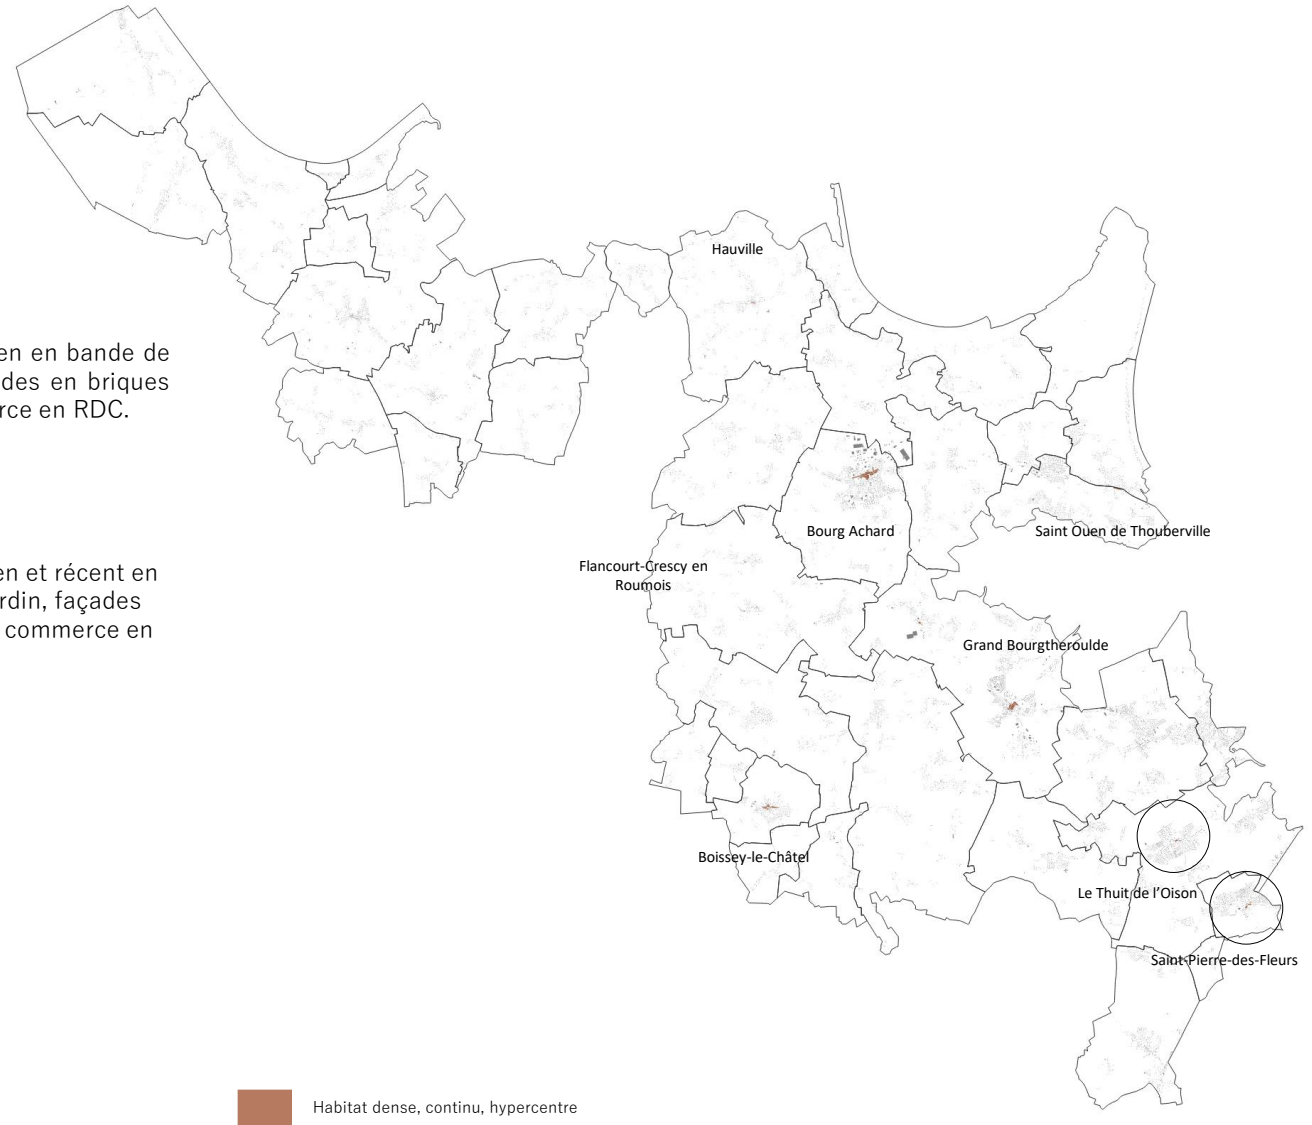 en en bande de
des en briques
rce en RDC.
en et récent en
rdin, façades
commerce en
Hauville
Bourg Achard
Saint Ouen de Thouberville
Flancourt-Crescy en
Roumois
Grand Bourgtheroulde
Boissey-le-Châtel
Le Thuit de l’Oison
Saint-Pierre-des-Fleurs
Habitat dense, continu, hypercentre